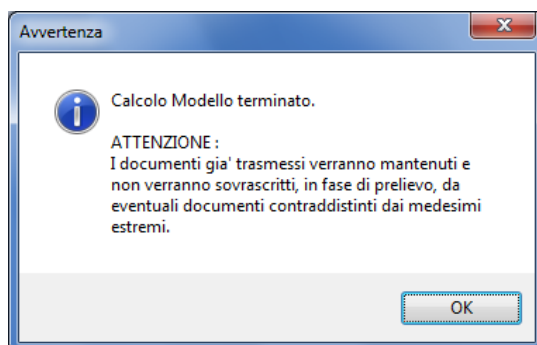 Avvertenza
Calcolo Modello terminato.
ATTENZIONE :
I documenti gia' trasmessi verranno mantenuti e
non verranno sovrascritti, in fase di prelievo, da
eventuali documenti contraddistinti dai medesimi
estremi.
OK